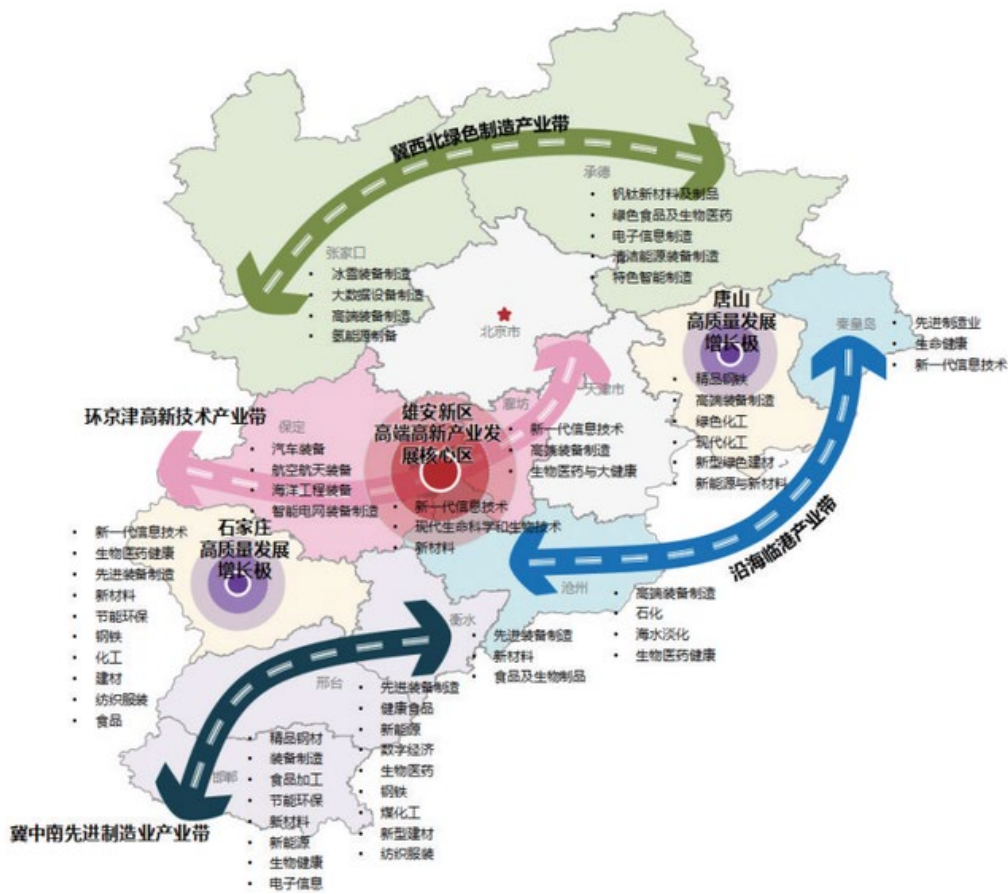 冀西北绿色制造产业带
承德
• 钒钛新材料及制品
• 绿色食品及生物医药
• 电子信息制造
• 清洁能源装备制造
• 特色智能制造
张家口
• 冰雪装备制造
• 大数据设备制造
• 高端装备制造
• 氢能源制备
北京市
唐山
高质量发展
增长极
• 精品钢铁
• 高端装备制造
• 绿色化工
• 现代化工
• 新型绿色建材
• 新能源与新材料
秦皇岛
• 先进制造业
• 生命健康
• 新一代信息技术
天津市
廊坊
• 新一代信息技术
• 高端装备制造
• 生物医药与大健康
环京津高新技术产业带
保定
• 汽车装备
• 航空航天装备
• 海洋工程装备
• 智能电网装备制造
雄安新区
高端高新产业发
展核心区
• 新一代信息技术
• 现代生命科学和生物技术
• 新材料
石家庄
高质量发展
增长极
• 新一代信息技术
• 生物医药健康
• 先进装备制造
• 新材料
• 节能环保
• 钢铁
• 化工
• 建材
• 纺织服装
• 食品
沿海临港产业带
沧州
• 高端装备制造
• 石化
• 海水淡化
• 生物医药健康
衡水
• 先进装备制造
• 新材料
• 食品及生物制品
邢台
• 先进装备制造
• 健康食品
• 新能源
• 数字经济
• 生物医药
• 钢铁
• 煤化工
• 新型建材
• 纺织服装
邯郸
• 精品钢材
• 装备制造
• 食品加工
• 节能环保
• 新材料
• 新能源
• 生物健康
• 电子信息
冀中南先进制造业产业带